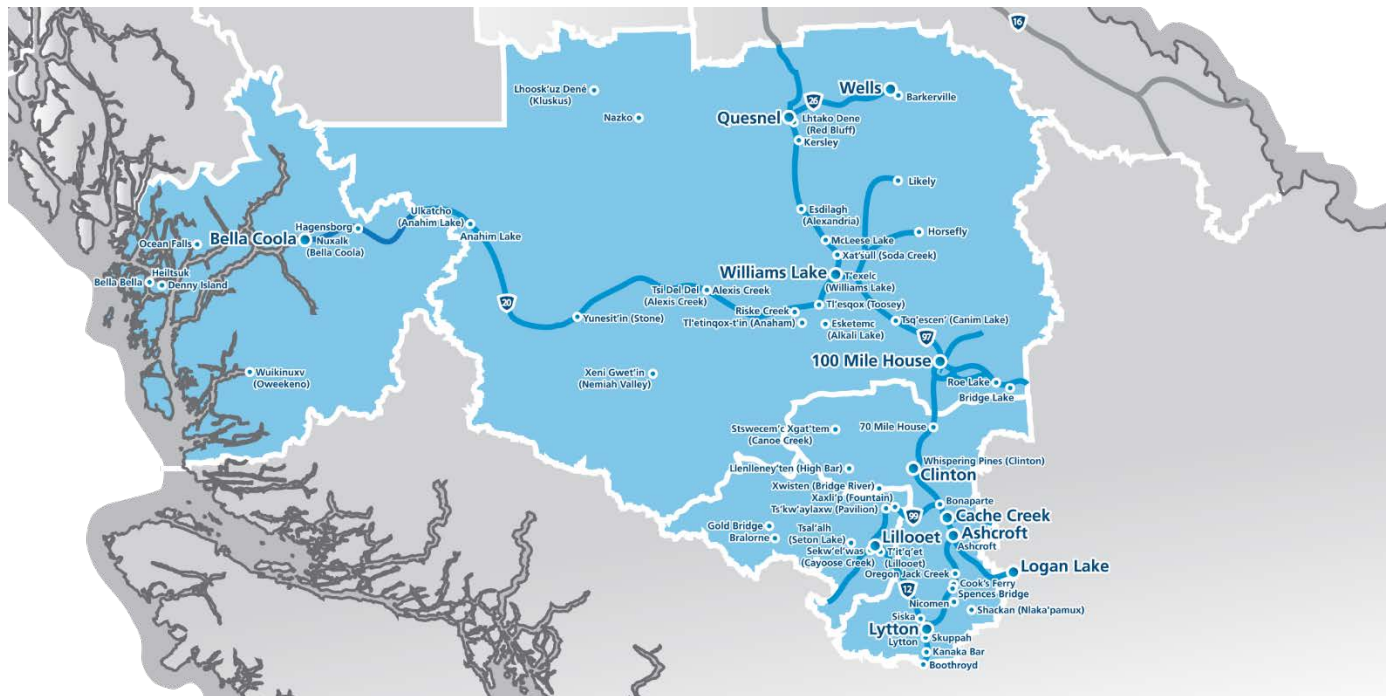 16
Lhoosk'uz Dené
(Kluskus)
Nazko
Wells
Barkerville
26
Quesnel
Lhtako Dene
(Red Bluff)
Kersley
Likely
Esdilagh
(Alexandria)
Horsefly
McLeese Lake
Xat'sull (Soda Creek)
Williams Lake
T'exelc
(Williams Lake)
Ulkatcho
(Anahim Lake)
Anahim Lake
Hagensborg
Bella Coola
Nuxalk
(Bella Coola)
Ocean Falls
Heiltsuk
Bella Bella
Denny Island
20
Tsi Del Del
(Alexis Creek)
Alexis Creek
Yunesit'in (Stone)
Riske Creek
Tl'etinqox-t'in (Anaham)
Tl'esqox (Toosey)
Esketemc
(Alkali Lake)
Tsq'escen' (Canim Lake)
97
100 Mile House
Wuikinuxv
(Oweekeno)
Xeni Gwet'in
(Nemiah Valley)
Roe Lake
Bridge Lake
Stswecem'c Xgat'tem
(Canoe Creek)
70 Mile House
Llenlleney'ten (High Bar)
Whispering Pines (Clinton)
Clinton
Xwisten (Bridge River)
Xaxli'p (Fountain)
Ts'kw'aylaxw (Pavilion)
Bonaparte
99
Cache Creek
Gold Bridge
Bralorne
Tsal'alh
(Seton Lake)
Sekw'el'was
(Cayoose Creek)
Lillooet
T'it'q'et
(Lillooet)
Ashcroft
Ashcroft
Logan Lake
Oregon Jack Creek
Cook's Ferry
Spences Bridge
12
Nicomen
Shackan (Nlaka'pamux)
Siska
Lytton
Lytton
Skuppah
Kanaka Bar
Boothroyd